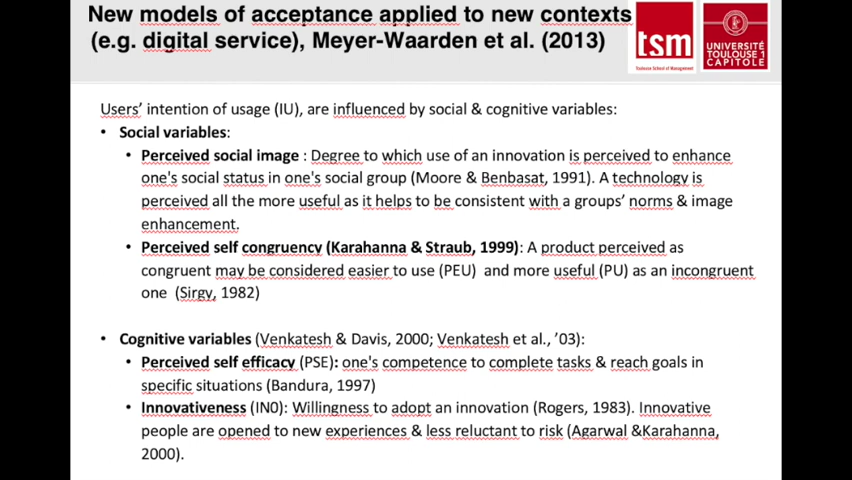 New models of acceptance applied to new contexts
(e.g. digital service), Meyer-Waarden et al. (2013)
tsm
Toulouse School of Management
UNIVERSITÉ
TOULOUSE 1
CAPITOLE
Users’ intention of usage (IU), are influenced by social & cognitive variables:
• Social variables:
• Perceived social image : Degree to which use of an innovation is perceived to enhance
one's social status in one's social group (Moore & Benbasat, 1991). A technology is
perceived all the more useful as it helps to be consistent with a groups’ norms & image
enhancement.
• Perceived self congruency (Karahanna & Straub, 1999): A product perceived as
congruent may be considered easier to use (PEU) and more useful (PU) as an incongruent
one (Sirgy, 1982)
• Cognitive variables (Venkatesh & Davis, 2000; Venkatesh et al., ’03):
• Perceived self efficacy (PSE): one's competence to complete tasks & reach goals in
specific situations (Bandura, 1997)
• Innovativeness (IN0): Willingness to adopt an innovation (Rogers, 1983). Innovative
people are opened to new experiences & less reluctant to risk (Agarwal &Karahanna,
2000).